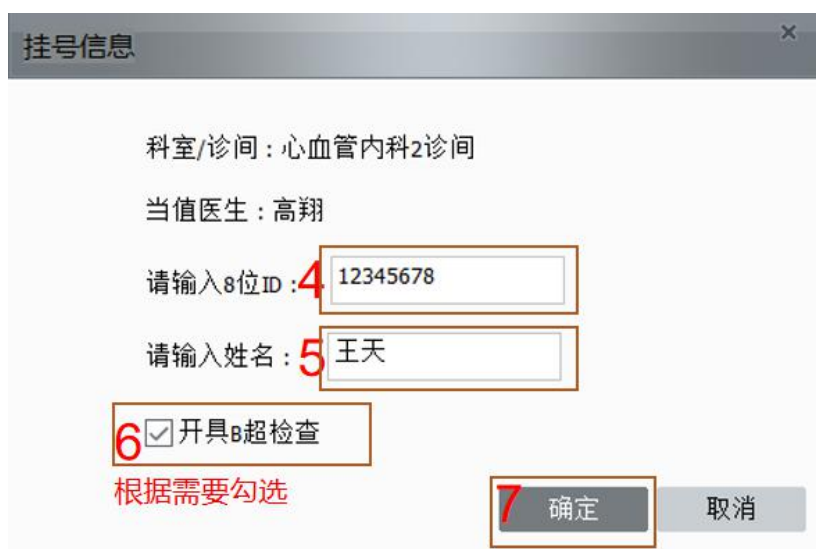 挂号信息
×
科室/诊间：心血管内科2诊间
当值医生：高翔
请输入8位ID：4 12345678
请输入姓名：5 王天
6 开具B超检查
根据需要勾选
7 确定 取消